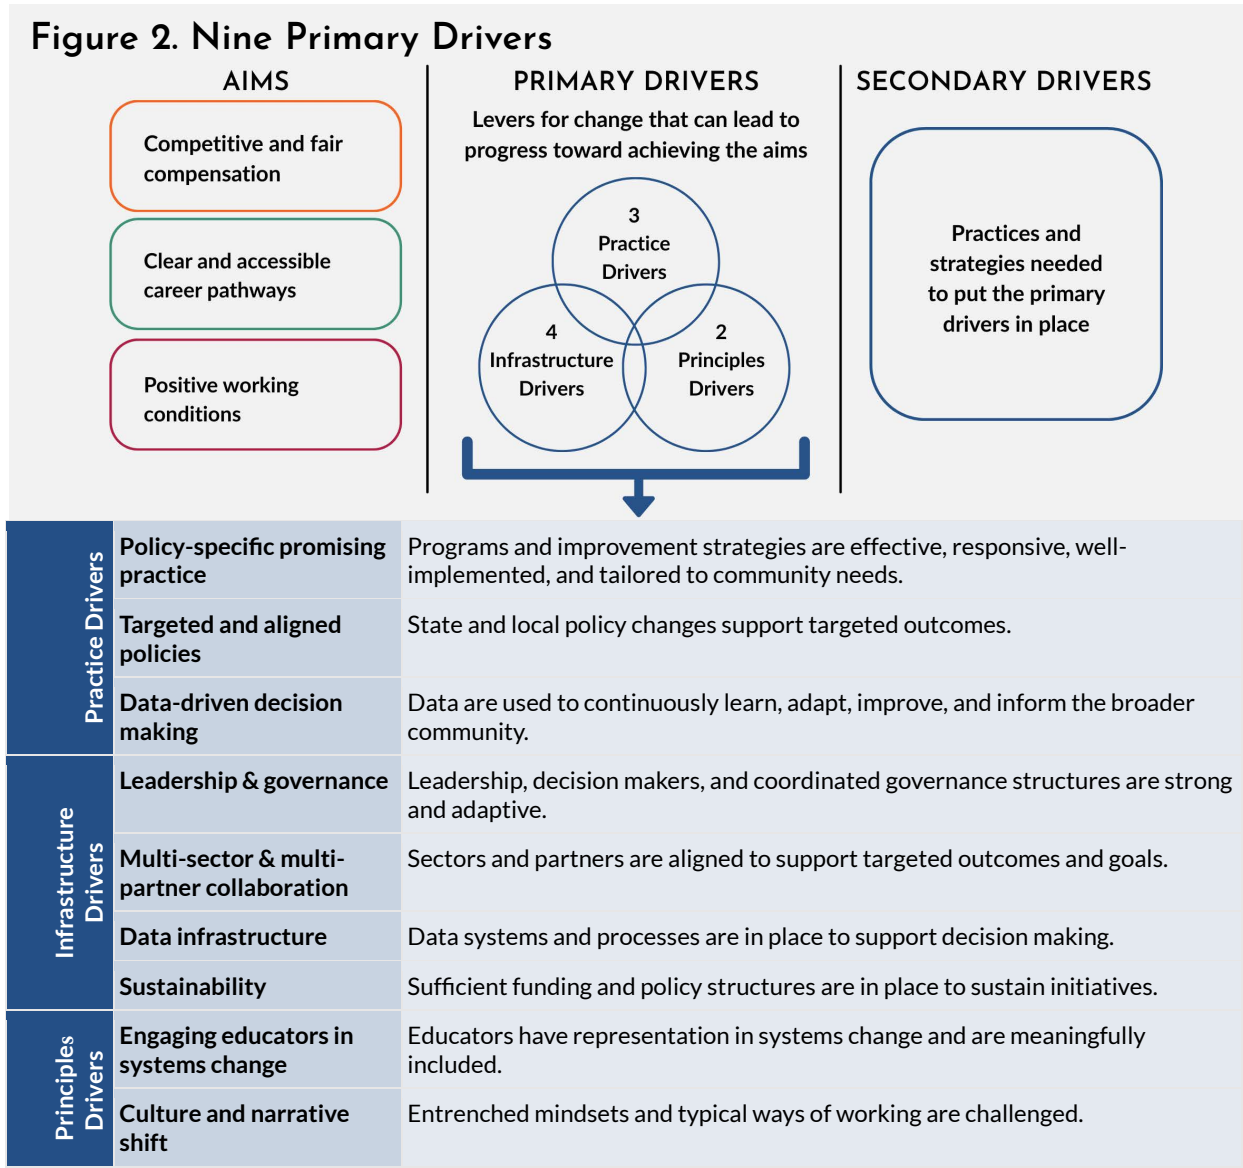 Figure 2. Nine Primary Drivers
AIMS
Competitive and fair
compensation
Clear and accessible
career pathways
Positive working
conditions
PRIMARY DRIVERS
Levers for change that can lead to
progress toward achieving the aims
3
Practice
Drivers
4
Infrastructure
Drivers
2
Principles
Drivers
SECONDARY DRIVERS
Practices and
strategies needed
to put the primary
drivers in place
Practice Drivers
Policy-specific promising
practice
Programs and improvement strategies are effective, responsive, well-
implemented, and tailored to community needs.
Targeted and aligned
policies
State and local policy changes support targeted outcomes.
Data-driven decision
making
Data are used to continuously learn, adapt, improve, and inform the broader
community.
Infrastructure
Drivers
Leadership & governance
Leadership, decision makers, and coordinated governance structures are strong
and adaptive.
Multi-sector & multi-
partner collaboration
Sectors and partners are aligned to support targeted outcomes and goals.
Data infrastructure
Data systems and processes are in place to support decision making.
Sustainability
Sufficient funding and policy structures are in place to sustain initiatives.
Principles
Drivers
Engaging educators in
systems change
Educators have representation in systems change and are meaningfully
included.
Culture and narrative
shift
Entrenched mindsets and typical ways of working are challenged.